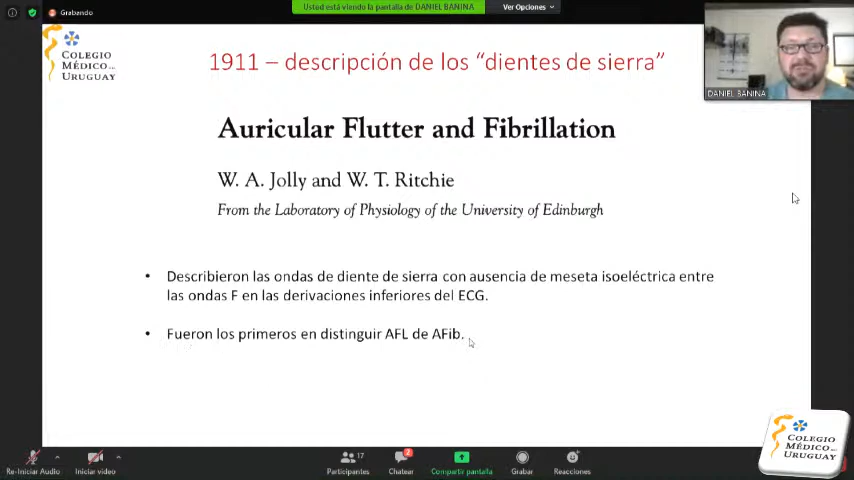 Grabando
Usted está viendo la pantalla de DANIEL BANINA
Ver Opciones
COLEGIO
MÉDICO DEL
URUGUAY
1911 – descripción de los “dientes de sierra”
DANIEL BANINA
Auricular Flutter and Fibrillation
W. A. Jolly and W. T. Ritchie
From the Laboratory of Physiology of the University of Edinburgh
• Describieron las ondas de diente de sierra con ausencia de meseta isoeléctrica entre
las ondas F en las derivaciones inferiores del ECG.
• Fueron los primeros en distinguir AFL de AFib.
COLEGIO
MÉDICO DEL
URUGUAY
17
2
Re-Iniciar Audio
Iniciar video
Participantes
Chatear
Compartir pantalla
Grabar
Reacciones